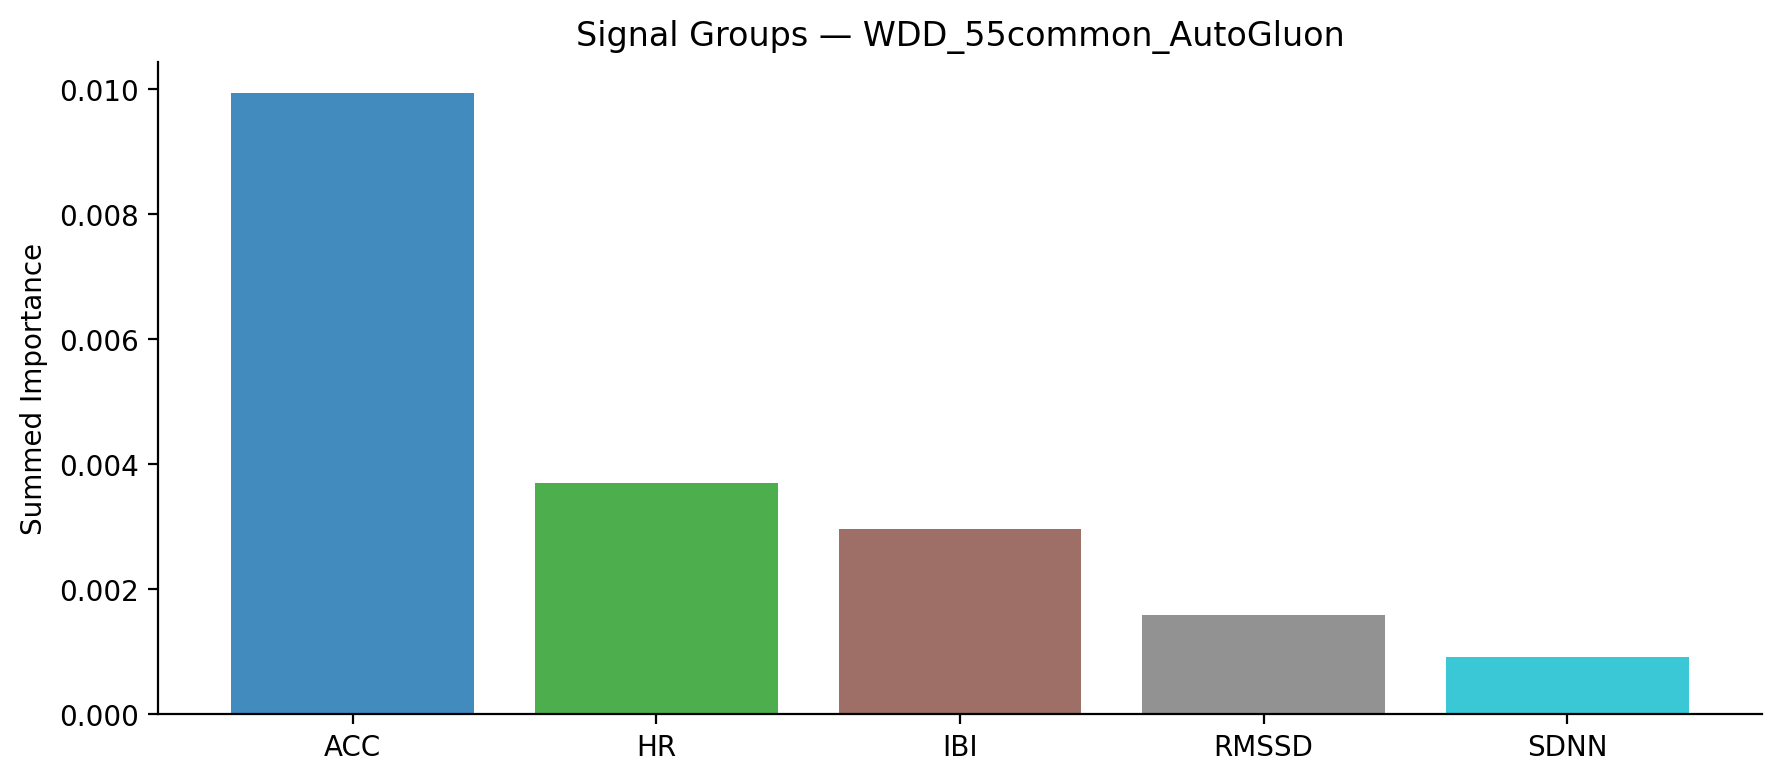 Signal Groups — WDD_55common_AutoGluon
Summed Importance
0.010
0.008
0.006
0.004
0.002
0.000
ACC HR IBI RMSSD SDNN